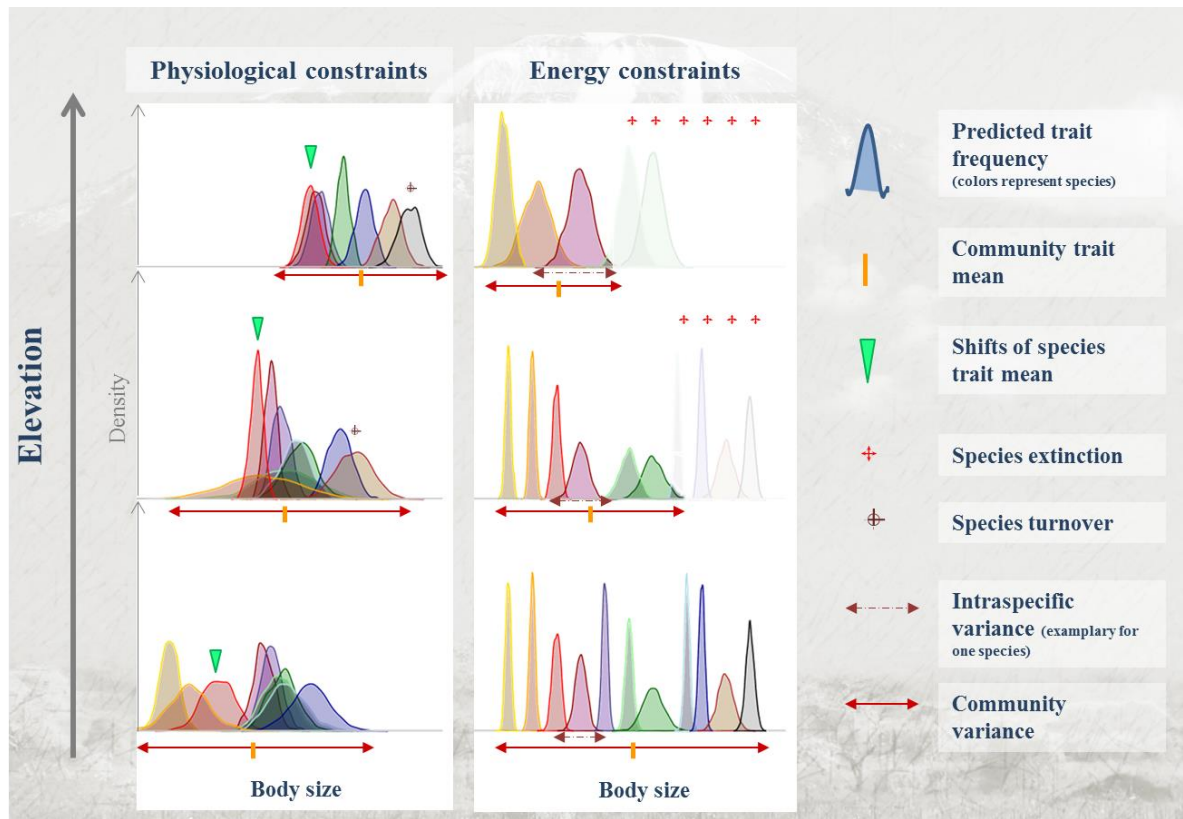 Physiological constraints
Energy constraints
Elevation
Density
Body size
Body size
Predicted trait
frequency
(colors represent species)
Community trait
mean
Shifts of species
trait mean
Species extinction
Species turnover
Intraspecific
variance (examplary for
one species)
Community
variance